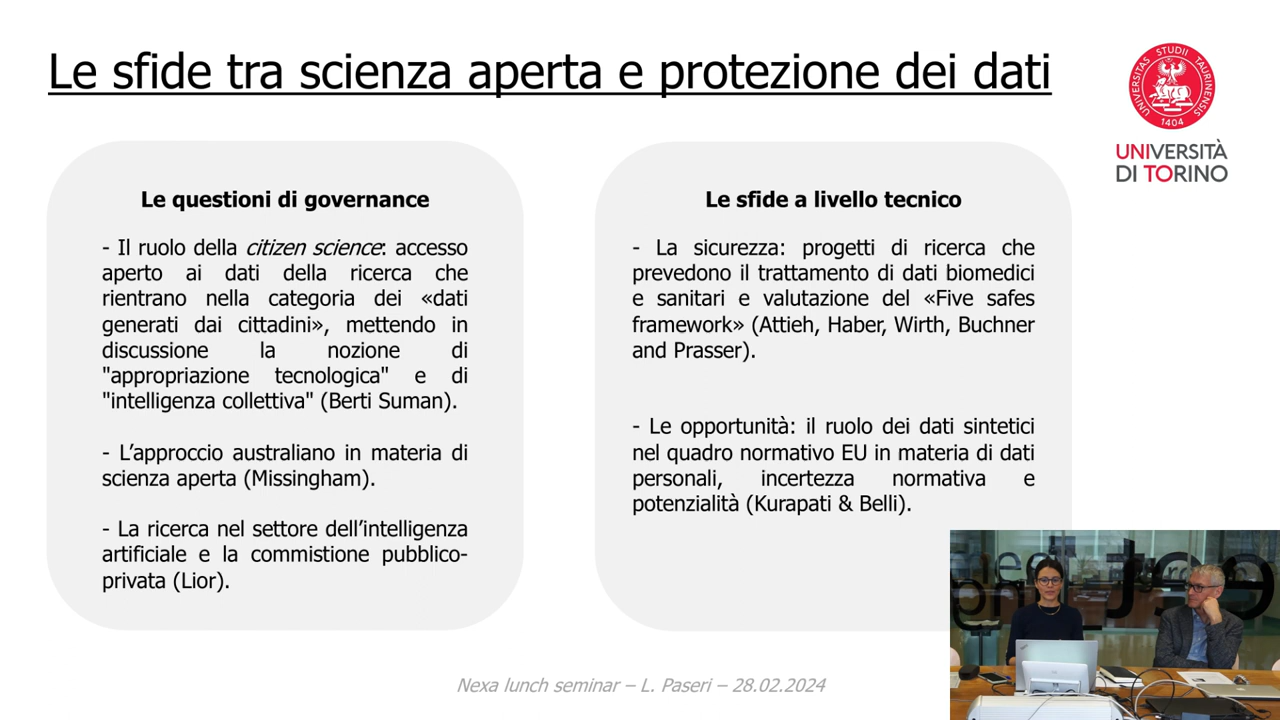 Le sfide tra scienza aperta e protezione dei dati
STUDII
UNIVERSITAS
TAURINENSIS
1404
UNIVERSITÀ
DI TORINO
Le questioni di governance
- Il ruolo della citizen science: accesso
aperto ai dati della ricerca che
rientrano nella categoria dei «dati
generati dai cittadini», mettendo in
discussione la nozione di
"appropriazione tecnologica" e di
"intelligenza collettiva" (Berti Suman).
- L’approccio australiano in materia di
scienza aperta (Missingham).
- La ricerca nel settore dell’intelligenza
artificiale e la commistione pubblico-
privata (Lior).
Le sfide a livello tecnico
- La sicurezza: progetti di ricerca che
prevedono il trattamento di dati biomedici
e sanitari e valutazione del «Five safes
framework» (Attieh, Haber, Wirth, Buchner
and Prasser).
- Le opportunità: il ruolo dei dati sintetici
nel quadro normativo EU in materia di dati
personali, incertezza normativa e
potenzialità (Kurapati & Belli).
Nexa lunch seminar – L. Paseri – 28.02.2024